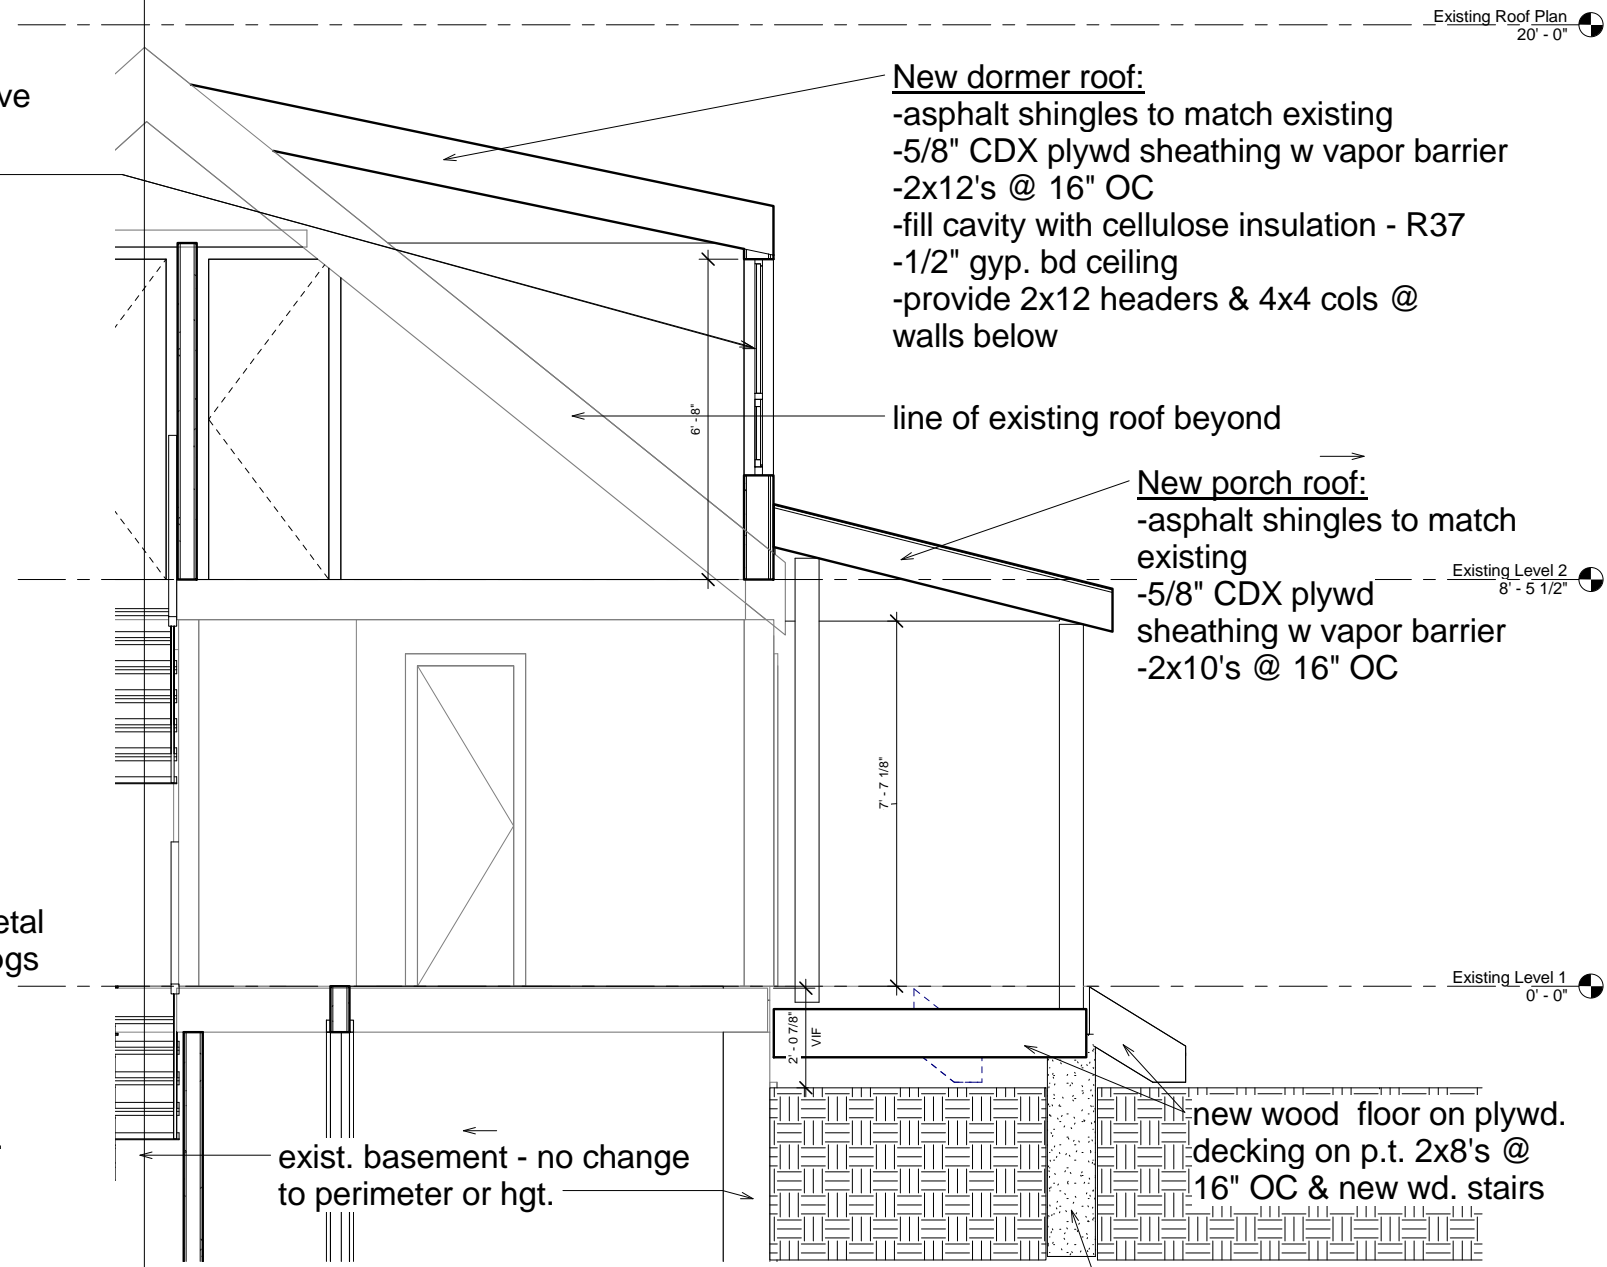 Existing Roof Plan
20' - 0"
ve
New dormer roof:
-asphalt shingles to match existing
-5/8" CDX plywd sheathing w vapor barrier
-2x12's @ 16" OC
-fill cavity with cellulose insulation - R37
-1/2" gyp. bd ceiling
-provide 2x12 headers & 4x4 cols @
walls below
6' - 8"
line of existing roof beyond
New porch roof:
-asphalt shingles to match
existing
-5/8" CDX plywd
sheathing w vapor barrier
-2x10's @ 16" OC
Existing Level 2
8' - 5 1/2"
7' - 7 1/8"
etal
ogs
Existing Level 1
0' - 0"
2' - 0 7/8"
VIF
new wood  floor on plywd.
decking on p.t. 2x8's @
16" OC & new wd. stairs
exist. basement - no change
to perimeter or hgt.